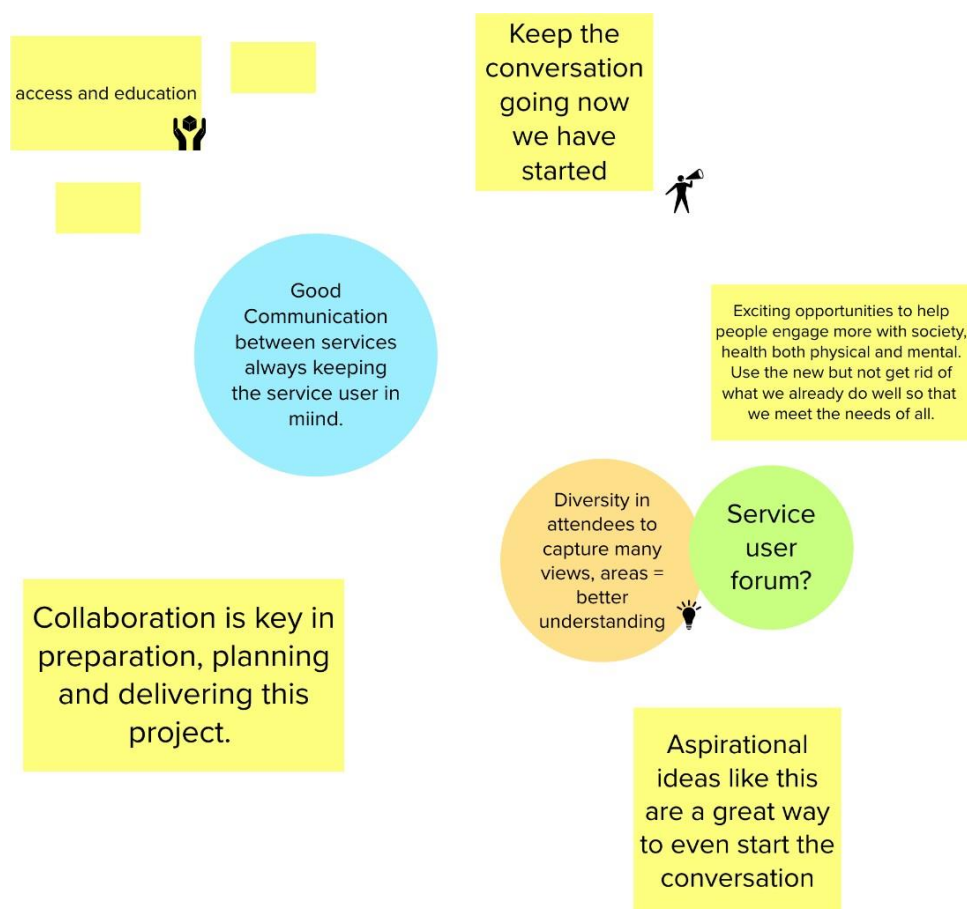 access and education
Keep the
conversation
going now
we have
started
Good
Communication
between services
always keeping
the service user in
miind.
Exciting opportunities to help
people engage more with society,
health both physical and mental.
Use the new but not get rid of
what we already do well so that
we meet the needs of all.
Diversity in
attendees to
capture many
views, areas =
better
understanding
Service
user
forum?
Collaboration is key in
preparation, planning
and delivering this
project.
Aspirational
ideas like this
are a great way
to even start the
conversation